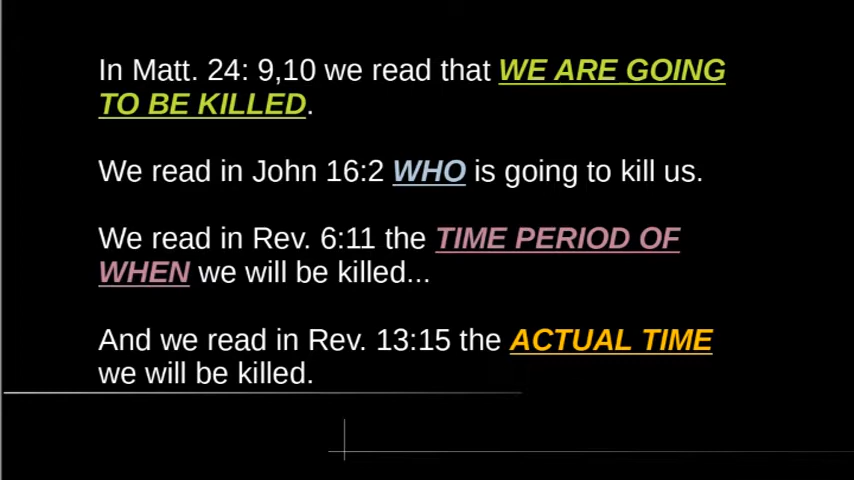 In Matt. 24: 9,10 we read that WE ARE GOING
TO BE KILLED.
We read in John 16:2 WHO is going to kill us.
We read in Rev. 6:11 the TIME PERIOD OF
WHEN we will be killed...
And we read in Rev. 13:15 the ACTUAL TIME
we will be killed.